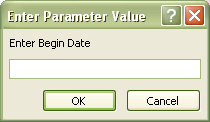 Enter Parameter Value
Enter Begin Date
OK
Cancel